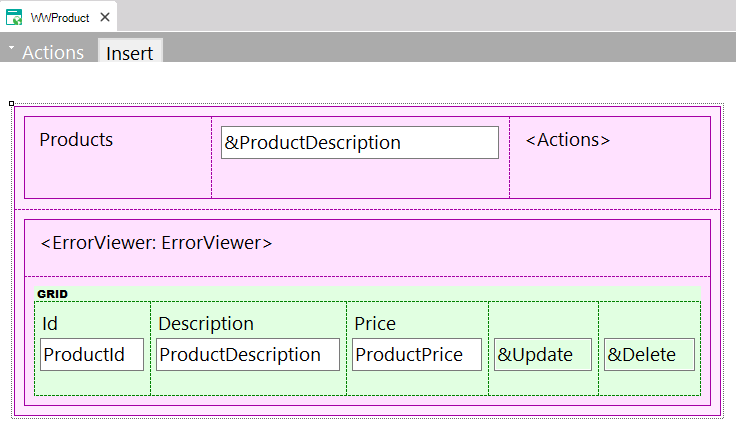 WWProduct
Actions Insert
Products &ProductDescription <Actions>
<ErrorViewer: ErrorViewer>
GRID
Id Description Price
ProductId ProductDescription ProductPrice &Update &Delete